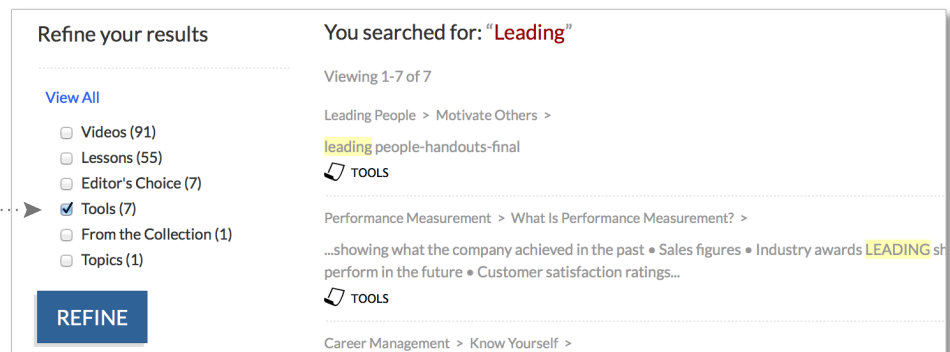 Refine your results
View All
Videos (91)
Lessons (55)
Editor's Choice (7)
Tools (7)
From the Collection (1)
Topics (1)
REFINE
You searched for: “Leading”
Viewing 1-7 of 7
Leading People > Motivate Others >
leading people-handouts-final
TOOLS
Performance Measurement > What Is Performance Measurement? >
...showing what the company achieved in the past • Sales figures • Industry awards LEADING sh
perform in the future • Customer satisfaction ratings...
TOOLS
Career Management > Know Yourself >